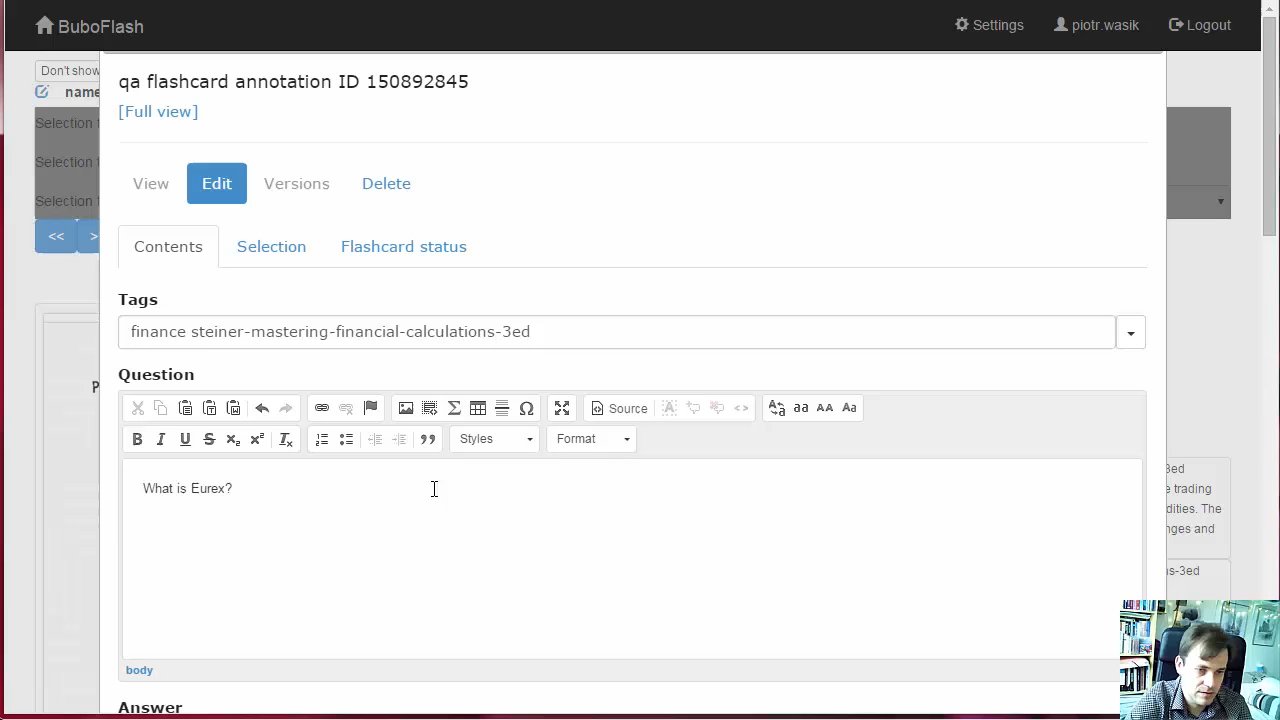 BuboFlash
Settings
piotr.wasik
Logout
Don't show
name
Selection
Selection
Selection
<<
>
qa flashcard annotation ID 150892845
[Full view]
View
Edit
Versions
Delete
Contents
Selection
Flashcard status
Tags
finance steiner-mastering-financial-calculations-3ed
Question
Source
Styles
Format
What is Eurex?
body
Answer
P
3ed
trading
dities. The
nges and
s-3ed